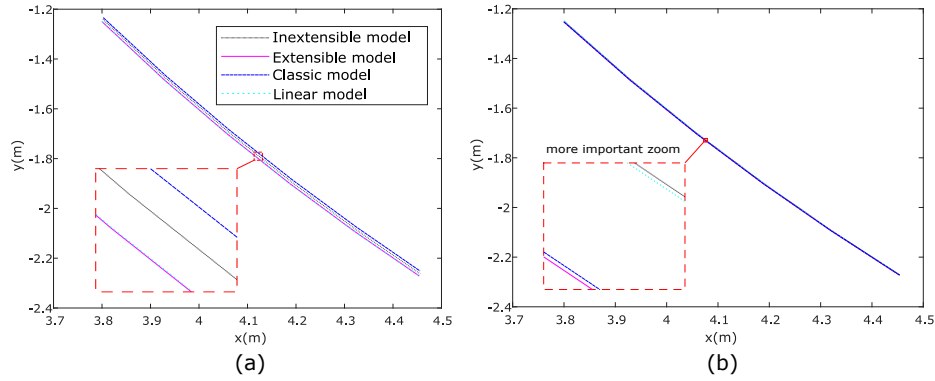 -1.2
-1.4
-1.6
-1.8
-2
-2.2
-2.4
y(m)
Inextensible model
Extensible model
Classic model
Linear model
3.7 3.8 3.9 4 4.1 4.2 4.3 4.4 4.5
x(m)
(a)
-1.2
-1.4
-1.6
-1.8
-2
-2.2
-2.4
y(m)
more important zoom
3.7 3.8 3.9 4 4.1 4.2 4.3 4.4 4.5
x(m)
(b)